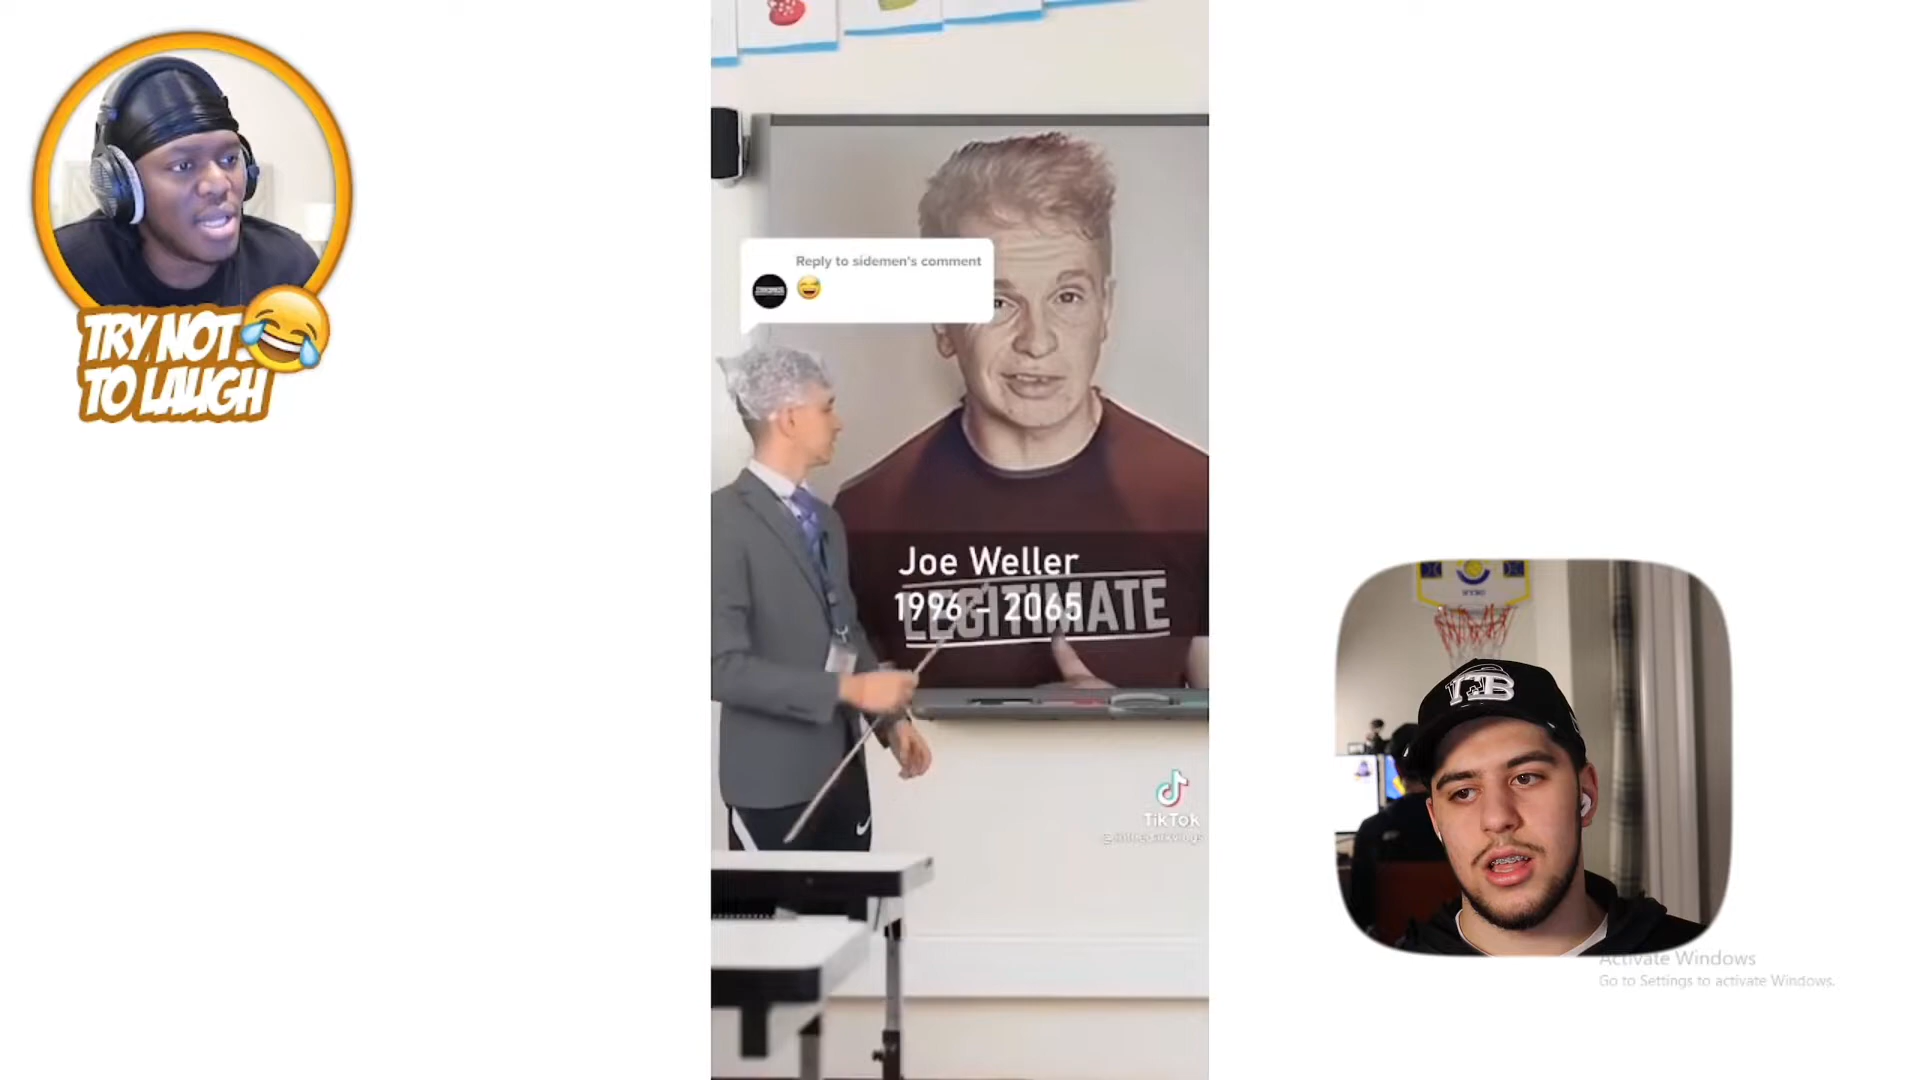 TRY NOT
TO LAUGH
Reply to sidemen's comment
Joe Weller
1996 - 2065
LEGITIMATE
TikTok
Activate Windows
Go to Settings to activate Windows.